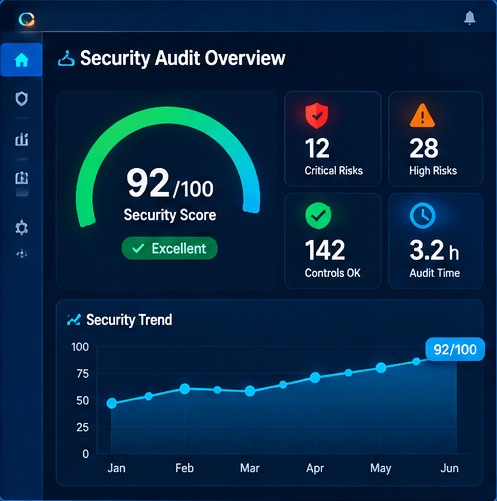 Security Audit Overview
92/100
Security Score
Excellent
12
Critical Risks
28
High Risks
142
Controls OK
3.2 h
Audit Time
Security Trend
92/100
100
75
50
25
0
Jan Feb Mar Apr May Jun